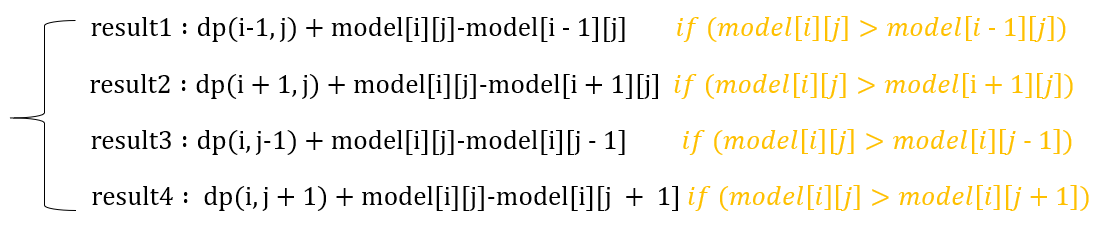 result1 : dp(i-1, j) + model[i][j]-model[i - 1][j] if (model[i][j] > model[i - 1][j])
result2 : dp(i + 1, j) + model[i][j]-model[i + 1][j] if (model[i][j] > model[i + 1][j])
result3 : dp(i, j-1) + model[i][j]-model[i][j - 1] if (model[i][j] > model[i][j - 1])
result4 : dp(i, j + 1) + model[i][j]-model[i][j + 1] if (model[i][j] > model[i][j + 1])